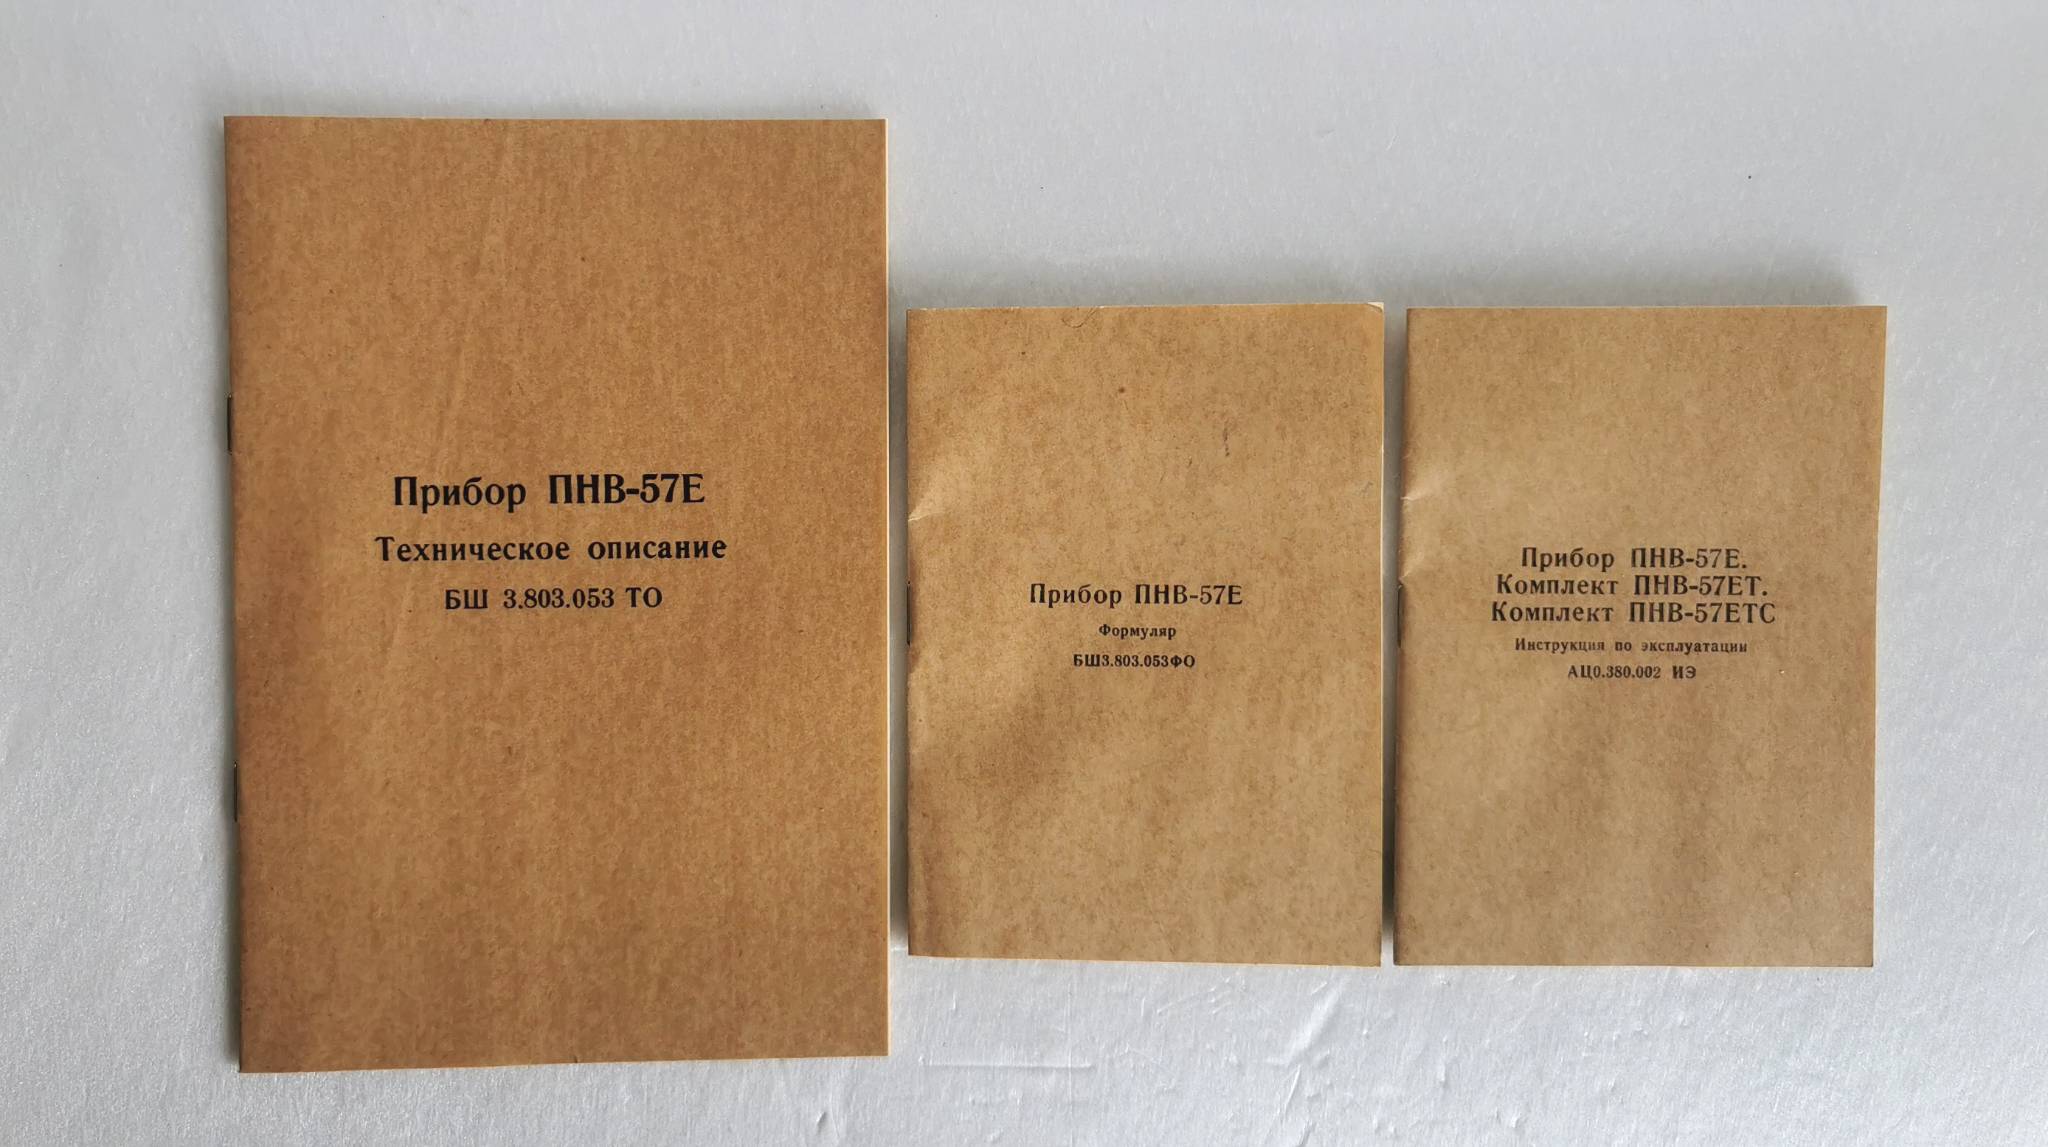 Прибор ПНВ-57Е
Техническое описание
БШ 3.803.053 ТО
Прибор ПНВ-57Е
Формуляр
БШ3.803.053ФО
Прибор ПНВ-57Е.
Комплект ПНВ-57ЕТ.
Комплект ПНВ-57ЕТС
Инструкция по эксплуатации
АЦ0.380.002 ИЭ